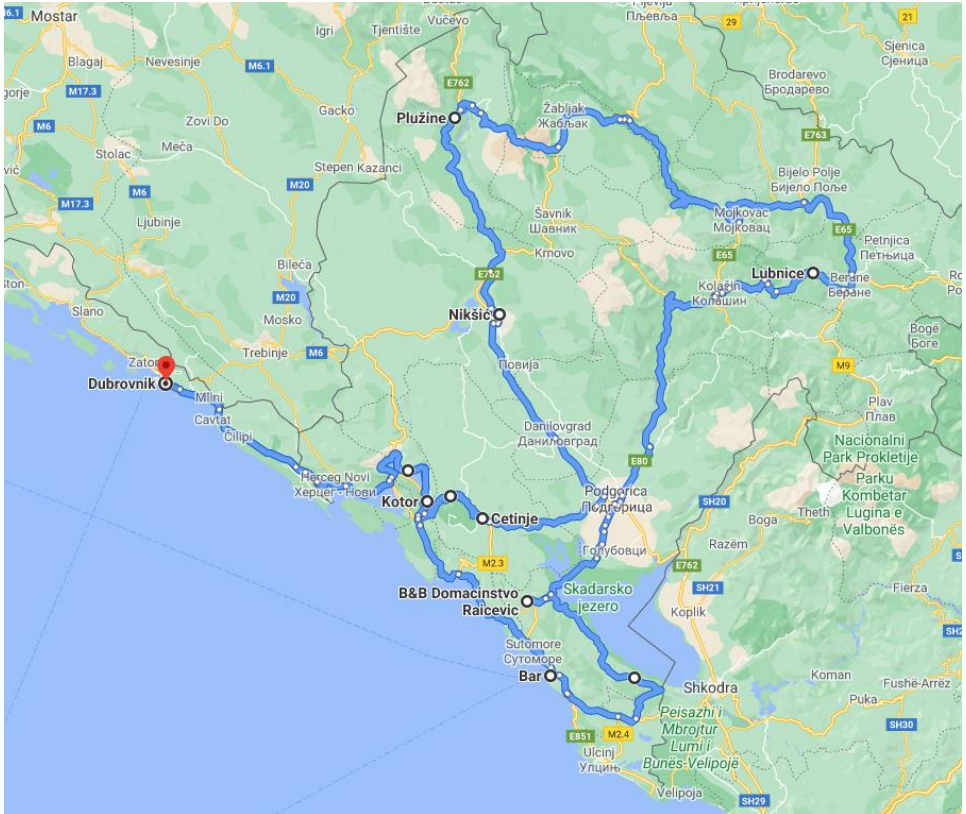 Mostar
M6.1
Vučevo
Igri
Tjentište
Пљевља
29
21
Sjenica
Сјеница
Blagaj
Nevesinje
M6.1
E762
Brodarevo
Бродарево
M17.3
Gacko
Žabljak
Жабљак
Plužine
M6
Zovi Do
E763
Meča
Stolac
Stepen Kazanci
Bijelo Polje
Бијело Поље
M20
M17.3
M6
Šavnik
Шавник
Mojkovac
Мојковац
Ljubinje
E65
Petnjica
Петњица
Krnovo
E65
Bileća
E762
Lubnice
Berane
Беране
Kolašin
Колашин
Ston
M20
Slano
Nikšić
Mosko
Bogë
Боге
Trebinje
M6
Повија
M9
Dubrovnik
Mlini
Cavtat
Plav
Плав
Čilipi
Danilovgrad
Даниловград
Nacionalni
Park Prokletije
E80
Herceg Novi
Херцег - Нови
Parku
Kombëtar
Lugina e
Valbonës
Podgorica
Подгорица
SH20
Kotor
Theth
Cetinje
Boga
Голубовци
Razëm
M2.3
E762
Skadarsko
jezero
SH21
Fierza
B&B Domacinstvo
Raicevic
Koplik
Sutomore
Сутоморе
Koman
Fushë-Arrëz
Bar
Shkodra
Puka
Peisazhi i
Mbrojtur
Lumi i
Bunës-Velipojë
SH30
M2.4
E851
Ulcinj
Улцињ
Velipoja
SH29